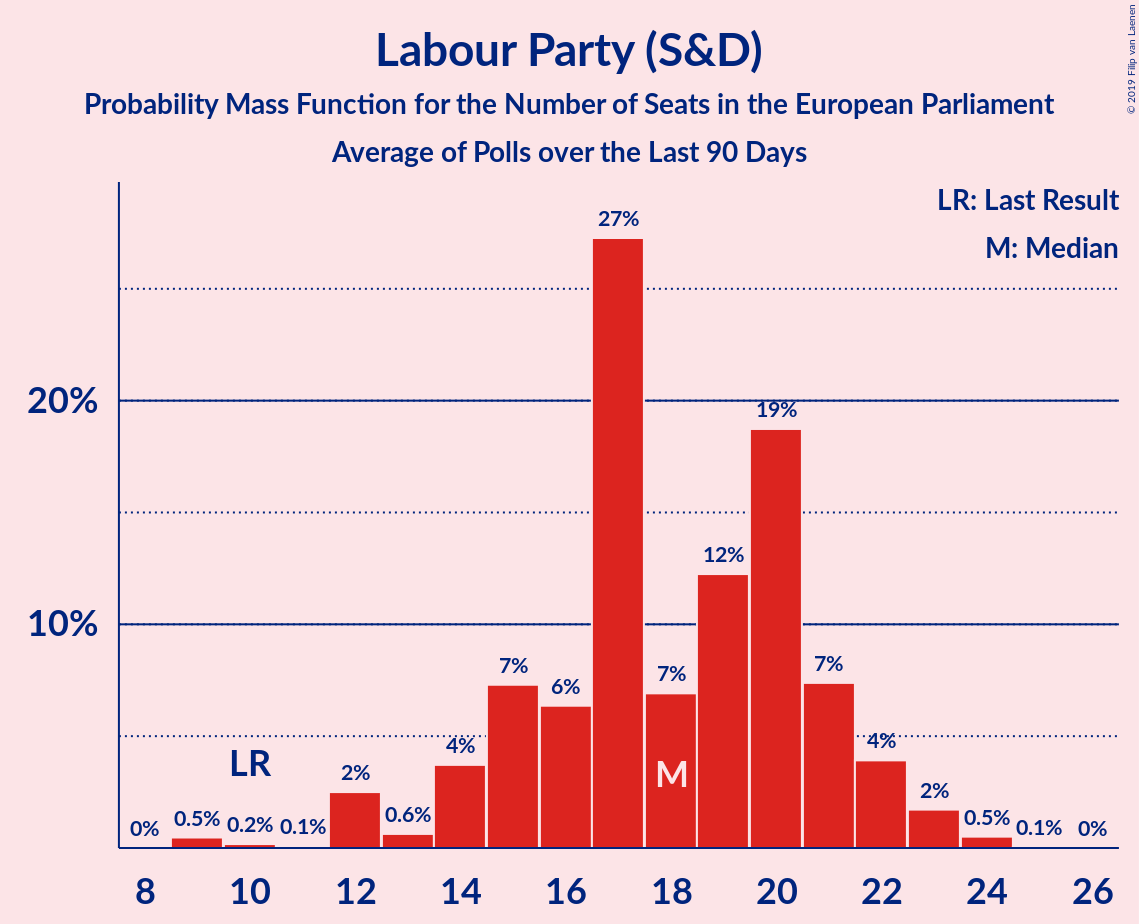 Labour Party (S&D)
Probability Mass Function for the Number of Seats in the European Parliament
Average of Polls over the Last 90 Days
© 2019 Filip van Laenen
LR: Last Result
M: Median
27%
20%
19%
12%
10%
7%
6%
7%
7%
4%
4%
LR
M
2%
2%
0%
0.5%
0.2%
0.1%
0.6%
0.5%
0.1%
0%
8 10 12 14 16 18 20 22 24 26